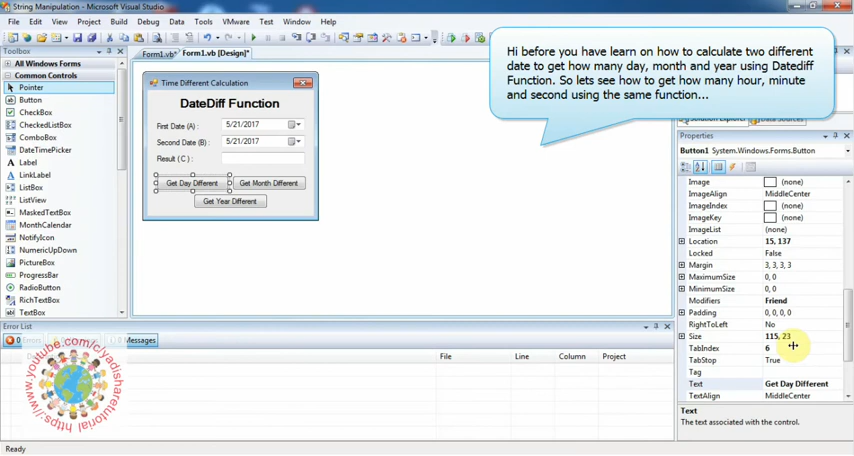 String Manipulation - Microsoft Visual Studio
File Edit View Project Build Debug Data Tools VMware Test Window Help
Hi before you have learn on how to calculate two different
date to get how many day, month and year using Datediff
Function. So lets see how to get how many hour, minute
and second using the same function...
Toolbox
All Windows Forms
Common Controls
Pointer
Button
CheckBox
CheckedListBox
ComboBox
DateTimePicker
Label
LinkLabel
ListBox
ListView
MaskedTextBox
MonthCalendar
NotifyIcon
NumericUpDown
PictureBox
ProgressBar
RadioButton
RichTextBox
TextBox
Form1.vb* Form1.vb [Design]*
Time Different Calculation
DateDiff Function
First Date (A) : 5/21/2017
Second Date (B) : 5/21/2017
Result ( C ) :
Get Day Different Get Month Different
Get Year Different
Solution Explorer Data Sources
Properties
Button1 System.Windows.Forms.Button
Image (none)
ImageAlign MiddleCenter
ImageIndex (none)
ImageKey (none)
ImageList (none)
Location 15, 137
Locked False
Margin 3, 3, 3, 3
MaximumSize 0, 0
MinimumSize 0, 0
Modifiers Friend
Padding 0, 0, 0, 0
RightToLeft No
Size 115, 23
TabIndex 6
TabStop True
Tag
Text Get Day Different
TextAlign MiddleCenter
Text
The text associated with the control.
Error List
0 Errors 0 Messages
File Line Column Project
https://www.youtube.com/c/yadisharetutorial
Ready